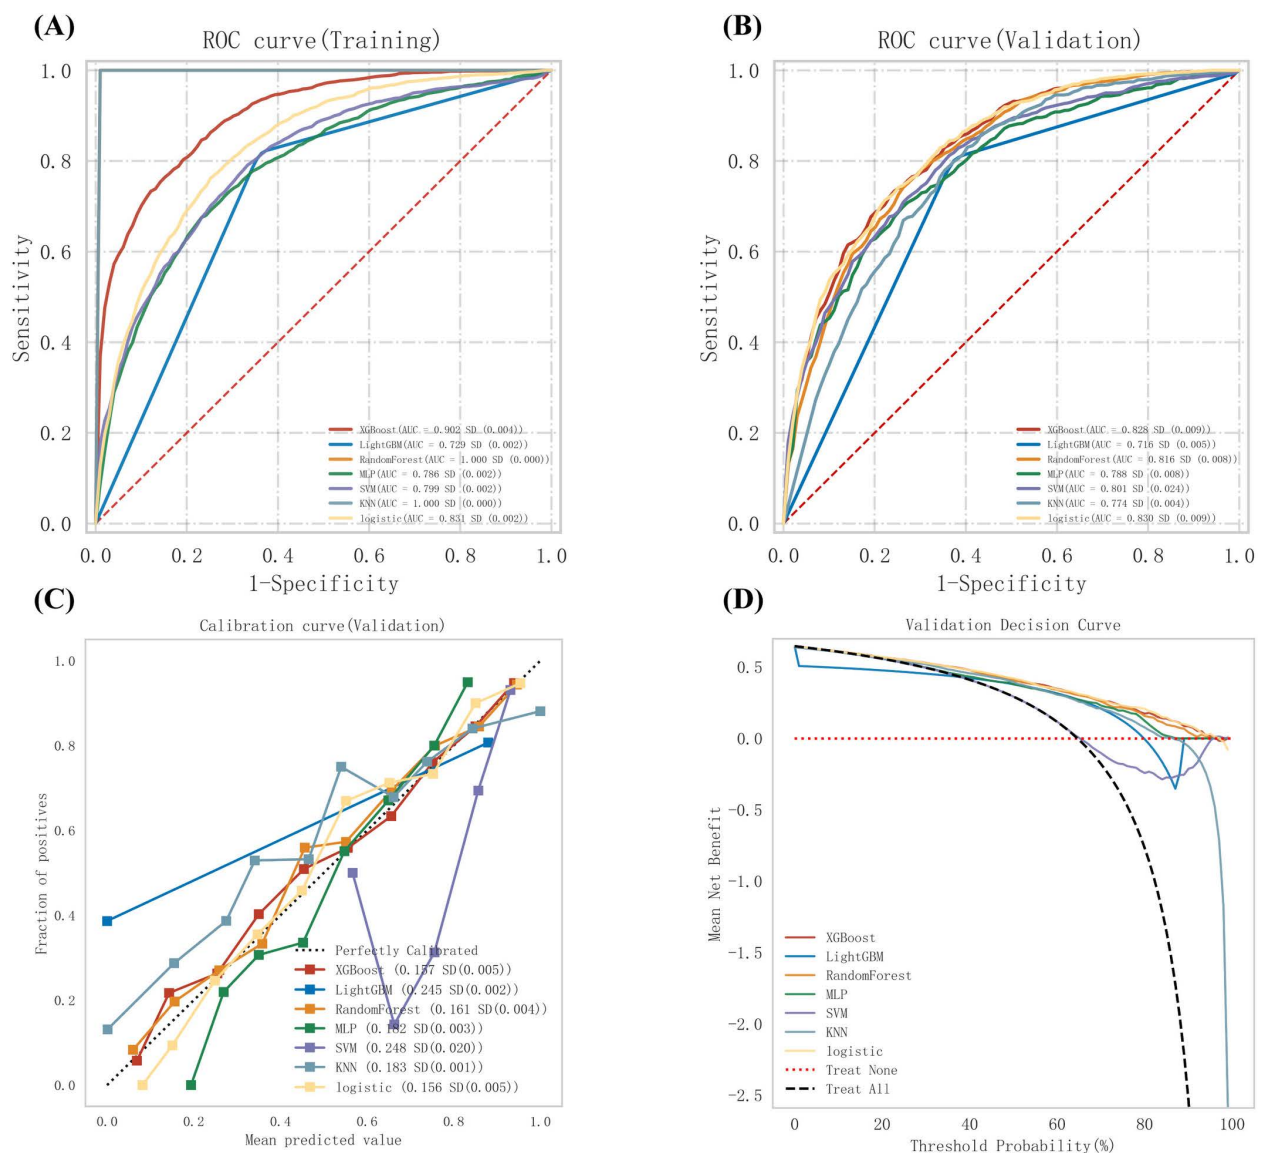 (A)
ROC curve(Training)
1.0
0.8
0.6
0.4
0.2
0.0
Sensitivity
XGBoost(AUC = 0.902 SD (0.004))
LightGBM(AUC = 0.729 SD (0.002))
RandomForest(AUC = 1.000 SD (0.000))
MLP(AUC = 0.786 SD (0.002))
SVM(AUC = 0.799 SD (0.002))
KNN(AUC = 1.000 SD (0.000))
logistic(AUC = 0.831 SD (0.002))
0.0 0.2 0.4 0.6 0.8 1.0
1-Specificity
(B)
ROC curve(Validation)
1.0
0.8
0.6
0.4
0.2
0.0
Sensitivity
XGBoost(AUC = 0.828 SD (0.009))
LightGBM(AUC = 0.716 SD (0.005))
RandomForest(AUC = 0.816 SD (0.008))
MLP(AUC = 0.788 SD (0.008))
SVM(AUC = 0.801 SD (0.024))
KNN(AUC = 0.774 SD (0.004))
logistic(AUC = 0.830 SD (0.009))
0.0 0.2 0.4 0.6 0.8 1.0
1-Specificity
(C)
Calibration curve(Validation)
1.0
0.8
0.6
0.4
0.2
0.0
Fraction of positives
Perfectly Calibrated
XGBoost (0.157 SD(0.005))
LightGBM (0.245 SD(0.002))
RandomForest (0.161 SD(0.004))
MLP (0.182 SD(0.003))
SVM (0.248 SD(0.020))
KNN (0.183 SD(0.001))
logistic (0.156 SD(0.005))
0.0 0.2 0.4 0.6 0.8 1.0
Mean predicted value
(D)
Validation Decision Curve
0.5
0.0
-0.5
-1.0
-1.5
-2.0
-2.5
Mean Net Benefit
XGBoost
LightGBM
RandomForest
MLP
SVM
KNN
logistic
Treat None
Treat All
0 20 40 60 80 100
Threshold Probability(%)